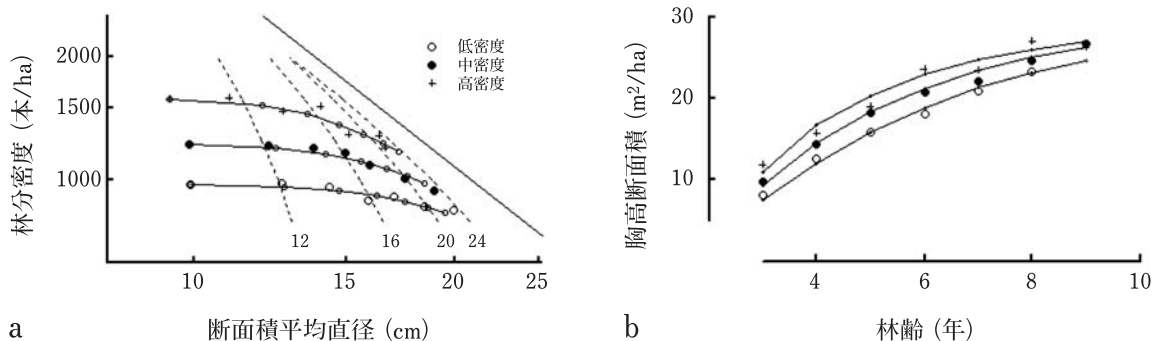 林分密度 (本/ha)
2000
1500
1000
○ 低密度
● 中密度
+ 高密度
12
16
20
24
10
15
20
25
a
断面積平均直径 (cm)
胸高断面積 (m²/ha)
30
20
10
4
6
8
10
b
林齢 (年)